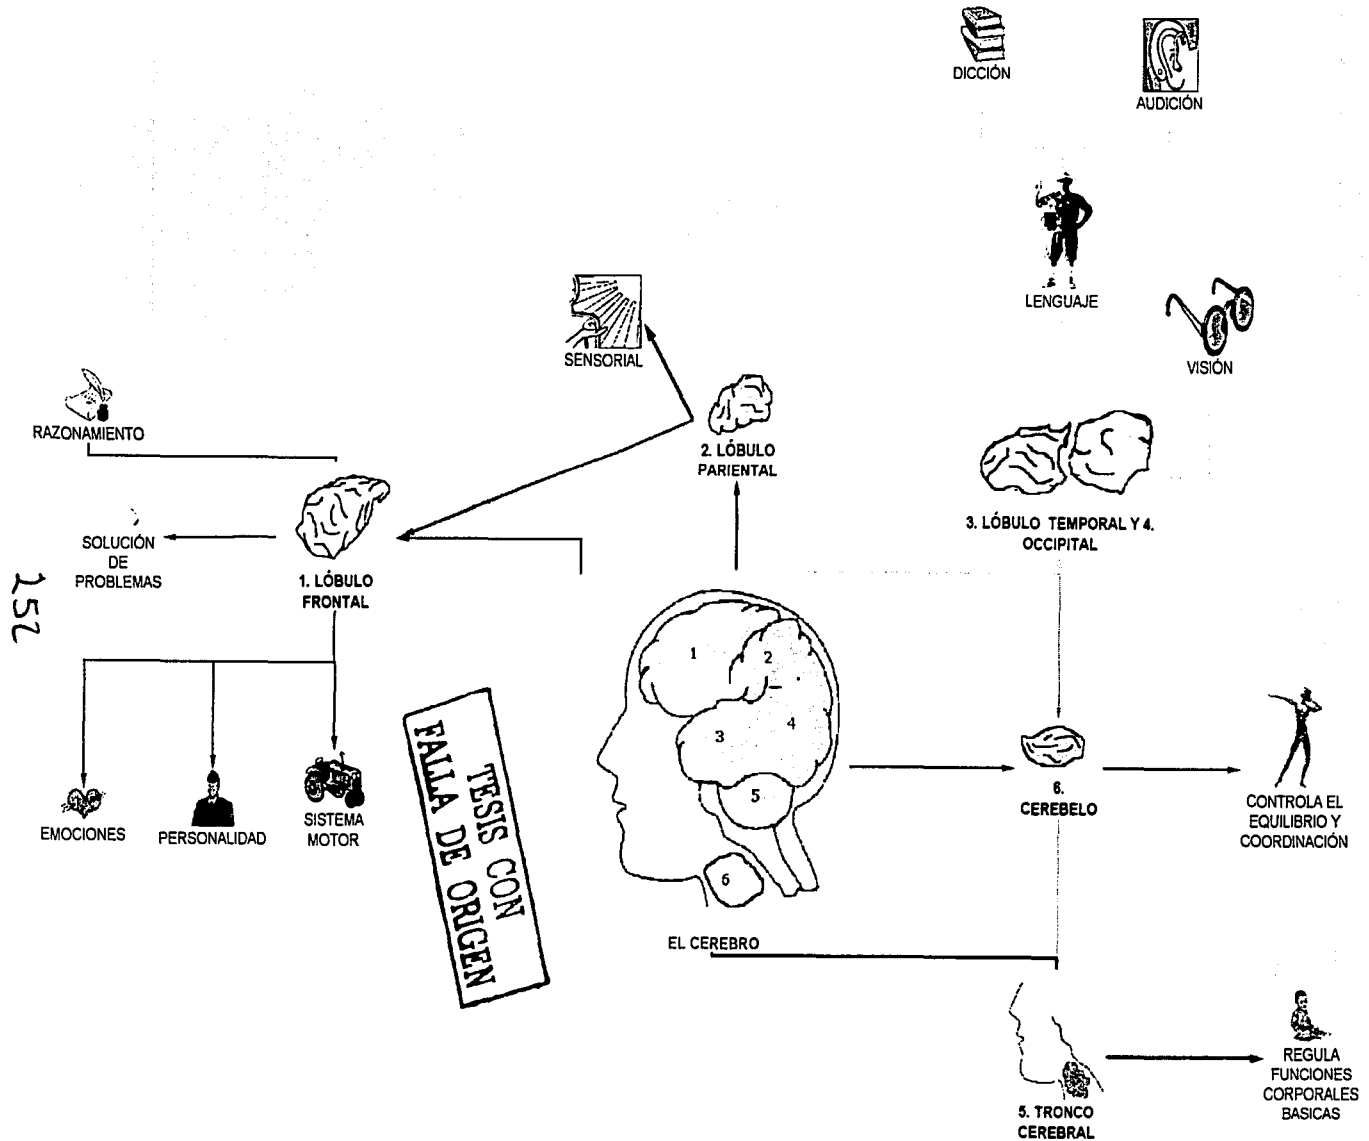 DICCIÓN
AUDICIÓN
LENGUAJE
VISIÓN
SENSORIAL
RAZONAMIENTO
2. LÓBULO
PARIENTAL
3. LÓBULO TEMPORAL Y 4.
OCCIPITAL
SOLUCIÓN
DE
PROBLEMAS
1. LÓBULO
FRONTAL
252
1
2
3
4
5
6
EMOCIONES
PERSONALIDAD
SISTEMA
MOTOR
TESIS CON
FALLA DE ORIGEN
6.
CEREBELO
CONTROLA EL
EQUILIBRIO Y
COORDINACIÓN
EL CEREBRO
5. TRONCO
CEREBRAL
REGULA
FUNCIONES
CORPORALES
BASICAS